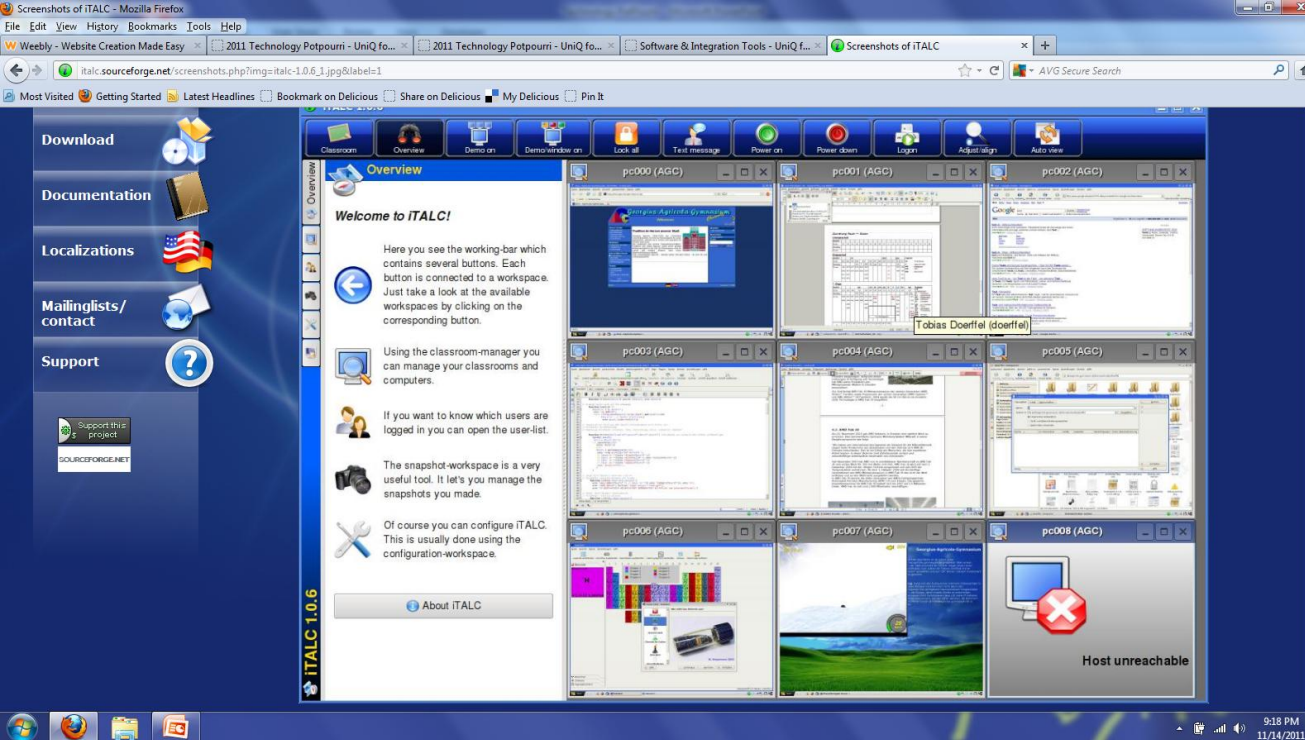 Screenshots of iTALC - Mozilla Firefox
File Edit View History Bookmarks Tools Help
Weebly - Website Creation Made Easy
2011 Technology Potpourri - UniQ fo...
2011 Technology Potpourri - UniQ fo...
Software & Integration Tools - UniQ f...
Screenshots of iTALC
italc.sourceforge.net/screenshots.php?img=italc-1.0.6_1.jpg&label=1
AVG Secure Search
Most Visited Getting Started Latest Headlines Bookmark on Delicious Share on Delicious My Delicious Pin It
Download
Documentation
Localizations
Mailinglists/
contact
Support
Support this
project
SOURCEFORGE.NET
Classroom Overview Demo on Demo/window on Lock all Text message Power on Power down Logon Adjust/align Auto view
Overview
iTALC 1.0.6
Overview
Welcome to iTALC!
Here you see the working-bar which
contains several buttons. Each
button is connected to a workspace.
Just take a look at the available
workspaces by clicking on the
corresponding button.
Using the classroom-manager you
can manage your classrooms and
computers.
If you want to know which users are
logged in you can open the user-list.
The snapshot-workspace is a very
useful tool. It let's you manage the
snapshots you made.
Of course you can configure iTALC.
This is usually done using the
configuration-workspace.
About iTALC
pc000 (AGC)
Georgius-Agricola-Gymnasium
pc001 (AGC)
Tobias Doerffel (doerffel)
pc002 (AGC)
Google
pc003 (AGC)
pc004 (AGC)
pc005 (AGC)
pc006 (AGC)
pc007 (AGC)
Georgius-Agricola-Gymnasium
pc008 (AGC)
Host unreachable
9:18 PM
11/14/2011